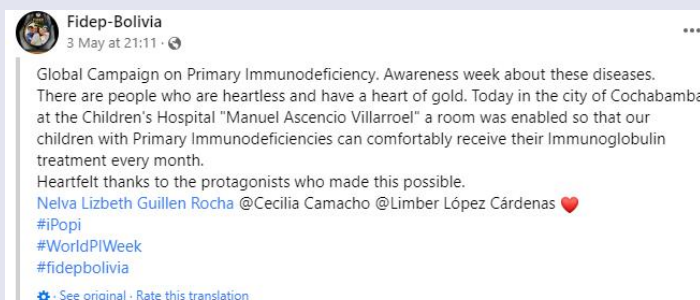 Fidep-Bolivia
3 May at 21:11 ·
Global Campaign on Primary Immunodeficiency. Awareness week about these diseases.
There are people who are heartless and have a heart of gold. Today in the city of Cochabamba
at the Children's Hospital "Manuel Ascencio Villarroel" a room was enabled so that our
children with Primary Immunodeficiencies can comfortably receive their Immunoglobulin
treatment every month.
Heartfelt thanks to the protagonists who made this possible.
Nelva Lizbeth Guillen Rocha @Cecilia Camacho @Limber López Cárdenas ❤️
#iPopi
#WorldPIWeek
#fidepbolivia
· See original · Rate this translation